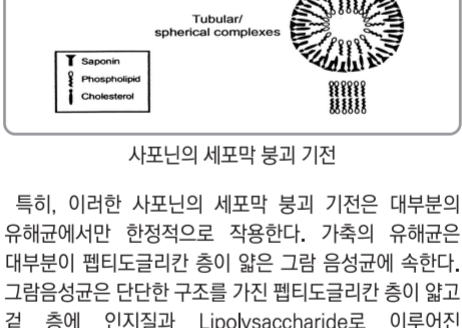 Tubular/
spherical complexes
Saponin
Phospholipid
Cholesterol
사포닌의 세포막 붕괴 기전
특히, 이러한 사포닌의 세포막 붕괴 기전은 대부분의
유해균에서만 한정적으로 작용한다. 가축의 유해균은
대부분이 펩티도글리칸 층이 얇은 그람 음성균에 속한다.
그람음성균은 단단한 구조를 가진 펩티도글리칸 층이 얇고
겉 층에 인지질과 Lipolysaccharide로 이루어진